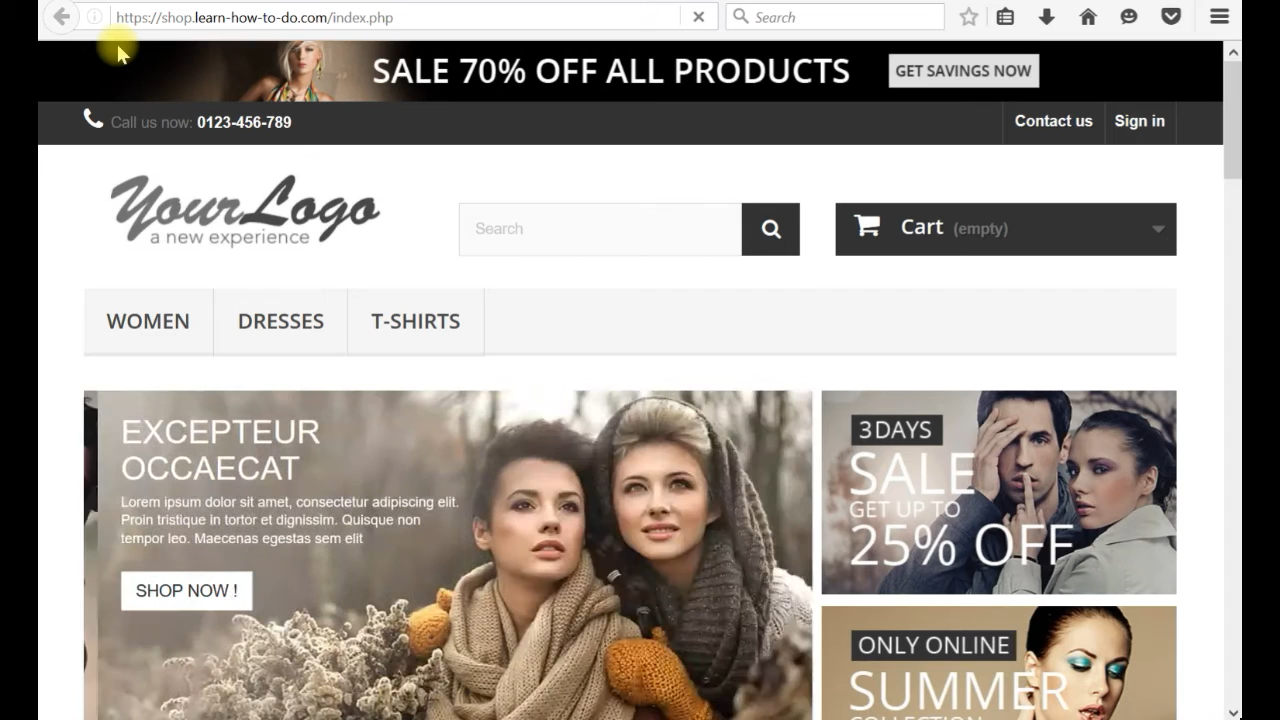 https://shop.learn-how-to-do.com/index.php
Search
SALE 70% OFF ALL PRODUCTS
GET SAVINGS NOW
Call us now: 0123-456-789
Contact us
Sign in
YourLogo
a new experience
Search
Cart (empty)
WOMEN
DRESSES
T-SHIRTS
EXCEPTEUR
OCCAECAT
Lorem ipsum dolor sit amet, consectetur adipiscing elit.
Proin tristique in tortor et dignissim. Quisque non
tempor leo. Maecenas egestas sem elit
SHOP NOW !
3DAYS
SALE
GET UP TO
25% OFF
ONLY ONLINE
SUMMER
COLLECTION